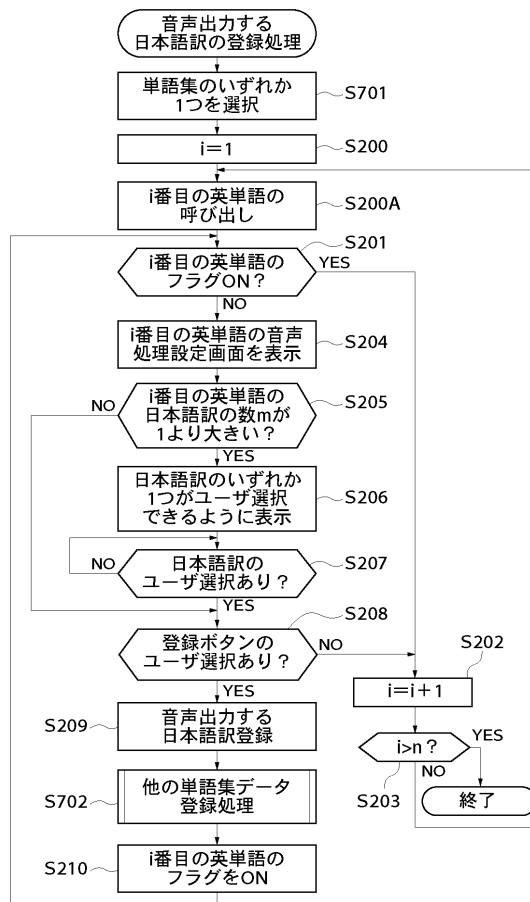 音声出力する
日本語訳の登録処理
単語集のいずれか
1つを選択
S701
i=1
S200
i番目の英単語の
呼び出し
S200A
i番目の英単語の
フラグON?
S201
YES
NO
i番目の英単語の音声
処理設定画面を表示
S204
i番目の英単語の
日本語訳の数mが
1より大きい?
S205
NO
YES
日本語訳のいずれか
1つがユーザ選択
できるように表示
S206
日本語訳の
ユーザ選択あり?
S207
NO
YES
登録ボタンの
ユーザ選択あり?
S208
NO
YES
S202
i=i+1
音声出力する
日本語訳登録
S209
i>n?
YES
S203
NO
終了
他の単語集データ
登録処理
S702
i番目の英単語の
フラグをON
S210